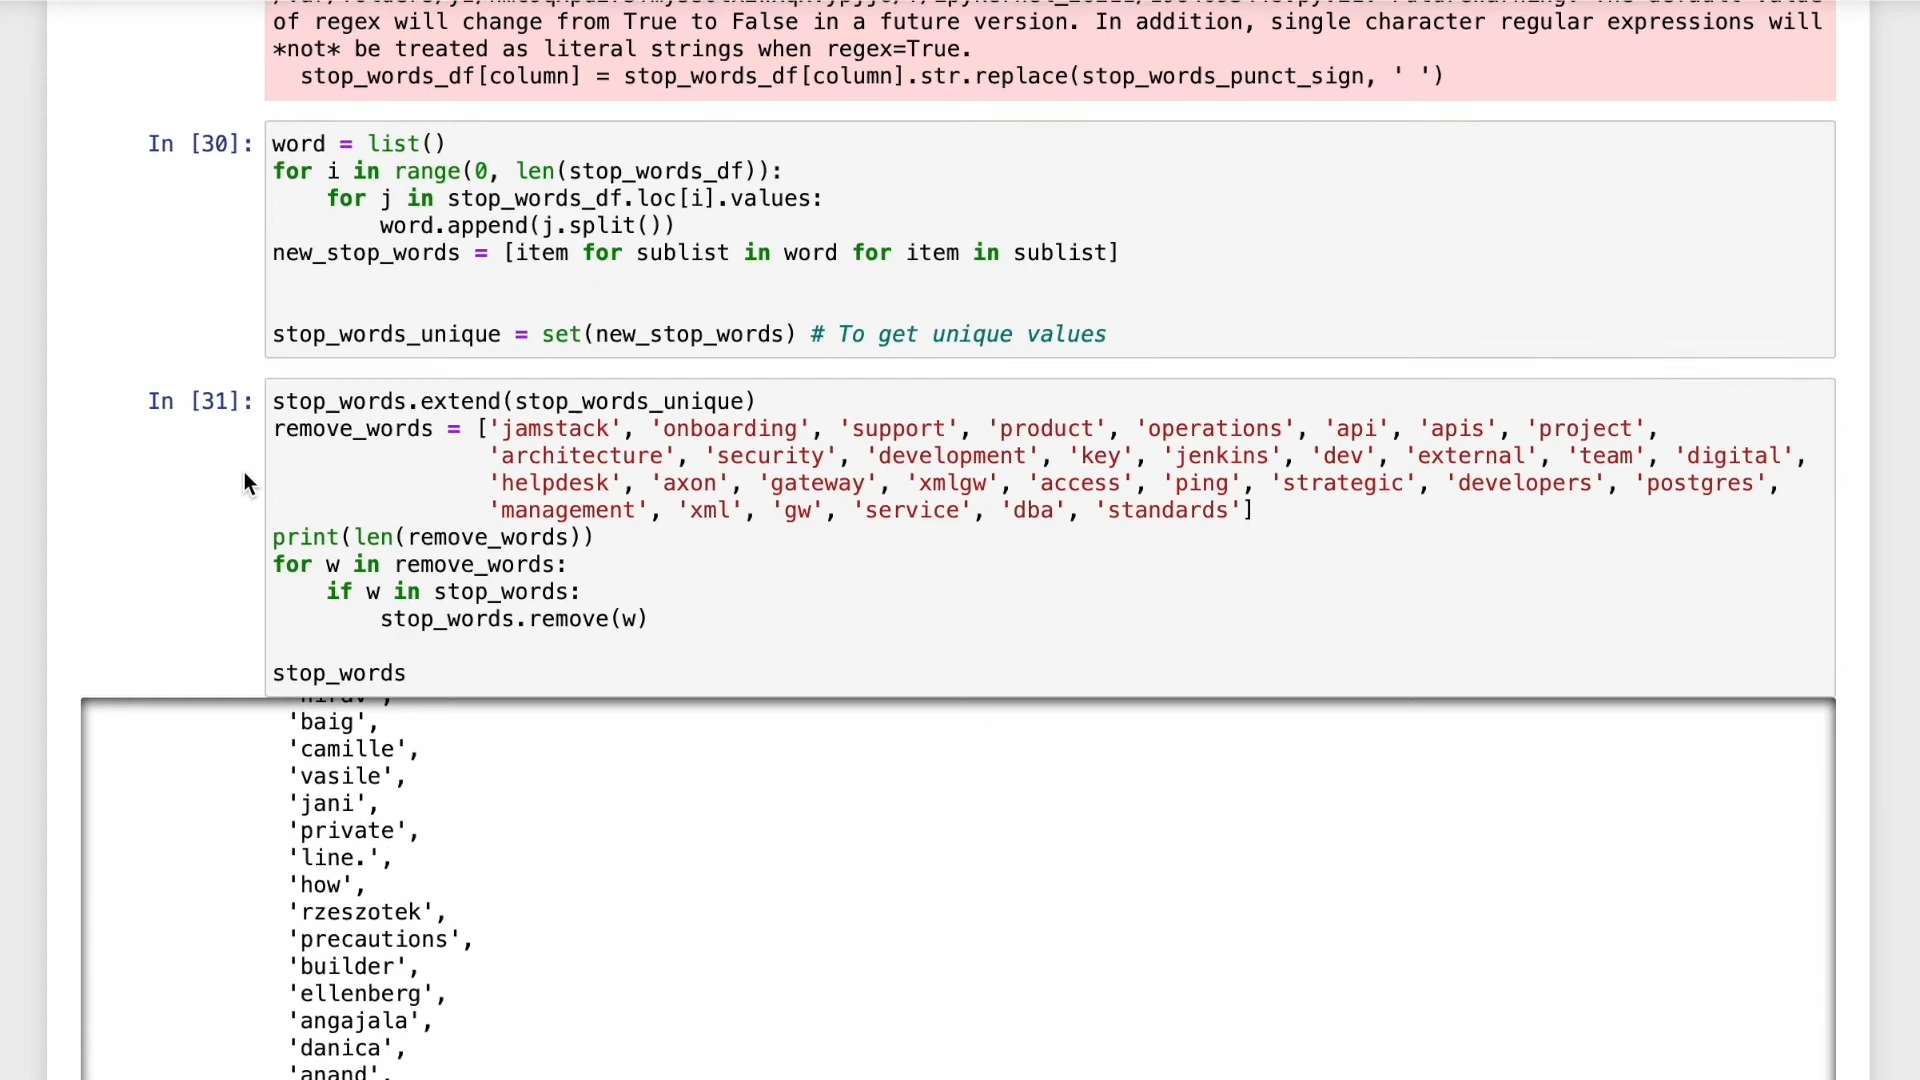 of regex will change from True to False in a future version. In addition, single character regular expressions will
*not* be treated as literal strings when regex=True.
stop_words_df[column] = stop_words_df[column].str.replace(stop_words_punct_sign, ' ')
In [30]:
word = list()
for i in range(0, len(stop_words_df)):
    for j in stop_words_df.loc[i].values:
        word.append(j.split())
new_stop_words = [item for sublist in word for item in sublist]
stop_words_unique = set(new_stop_words) # To get unique values
In [31]:
stop_words.extend(stop_words_unique)
remove_words = ['jamstack', 'onboarding', 'support', 'product', 'operations', 'api', 'apis', 'project',
                'architecture', 'security', 'development', 'key', 'jenkins', 'dev', 'external', 'team', 'digital',
                'helpdesk', 'axon', 'gateway', 'xmlgw', 'access', 'ping', 'strategic', 'developers', 'postgres',
                'management', 'xml', 'gw', 'service', 'dba', 'standards']
print(len(remove_words))
for w in remove_words:
    if w in stop_words:
        stop_words.remove(w)
stop_words
'baig',
'camille',
'vasile',
'jani',
'private',
'line.',
'how',
'rzeszotek',
'precautions',
'builder',
'ellenberg',
'angajala',
'danica',
'anand',